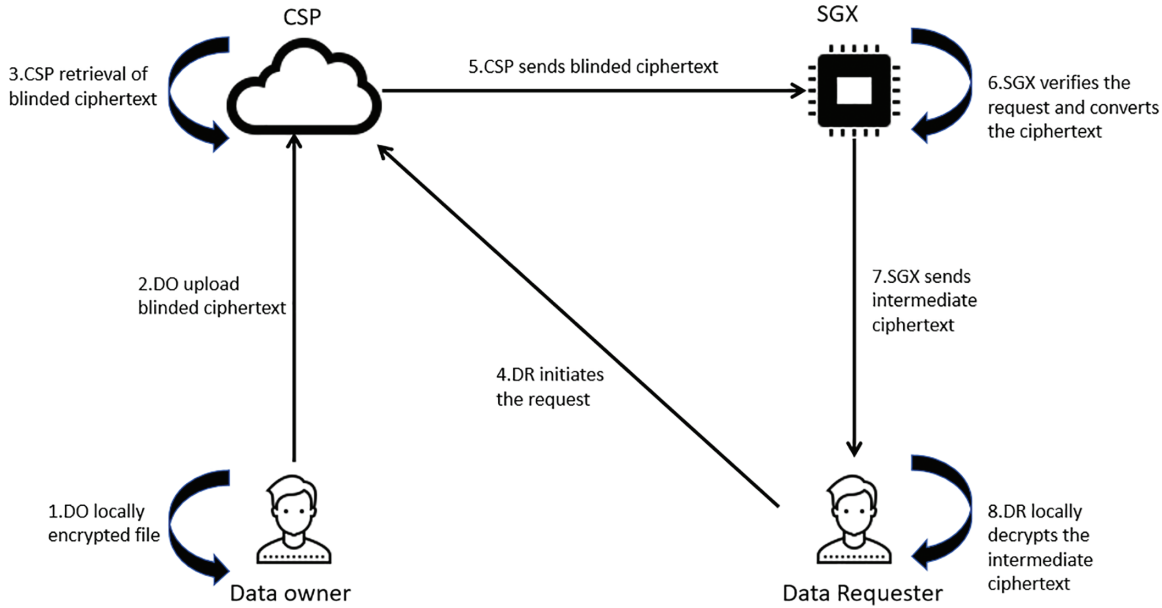 CSP
SGX
3.CSP retrieval of
blinded ciphertext
5.CSP sends blinded ciphertext
6.SGX verifies the
request and converts
the ciphertext
2.DO upload
blinded ciphertext
7.SGX sends
intermediate
ciphertext
4.DR initiates
the request
1.DO locally
encrypted file
8.DR locally
decrypts the
intermediate
ciphertext
Data owner
Data Requester